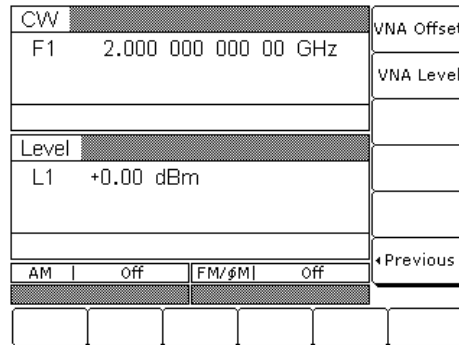 CW
F1 2.000 000 000 00 GHz
Level
L1 +0.00 dBm
AM | Off FM/ϕM| Off
VNA Offset
VNA Level
◂Previous